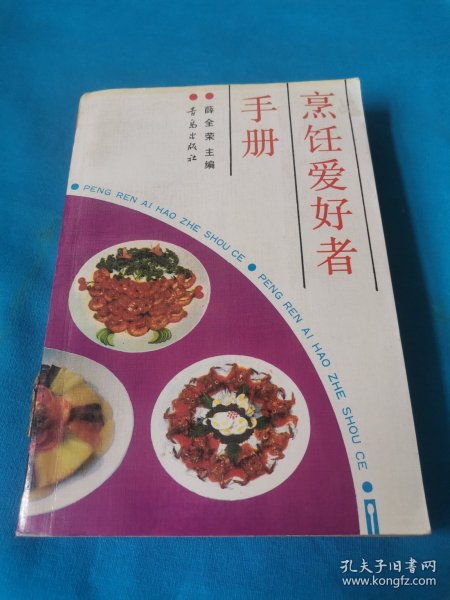 烹饪爱好者
手册
薛全荣 主编
青岛出版社
PENG REN AI HAO ZHE SHOU CE
PENG REN AI HAO ZHE SHOU CE
孔夫子旧书网
www.kongfz.com